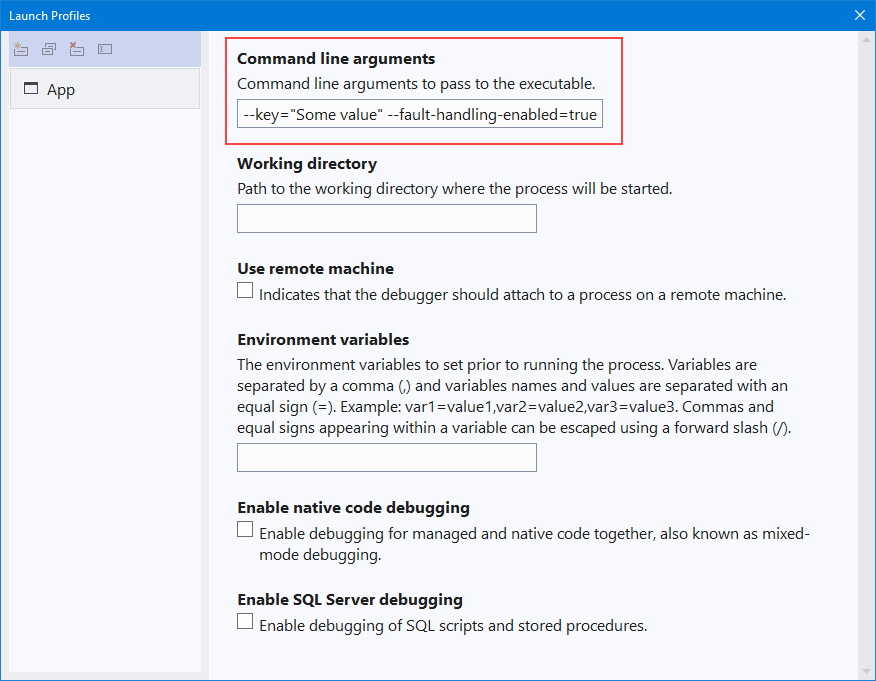 Launch Profiles
App
Command line arguments
Command line arguments to pass to the executable.
--key="Some value" --fault-handling-enabled=true
Working directory
Path to the working directory where the process will be started.
Use remote machine
Indicates that the debugger should attach to a process on a remote machine.
Environment variables
The environment variables to set prior to running the process. Variables are
separated by a comma (,) and variables names and values are separated with an
equal sign (=). Example: var1=value1,var2=value2,var3=value3. Commas and
equal signs appearing within a variable can be escaped using a forward slash (/).
Enable native code debugging
Enable debugging for managed and native code together, also known as mixed-
mode debugging.
Enable SQL Server debugging
Enable debugging of SQL scripts and stored procedures.